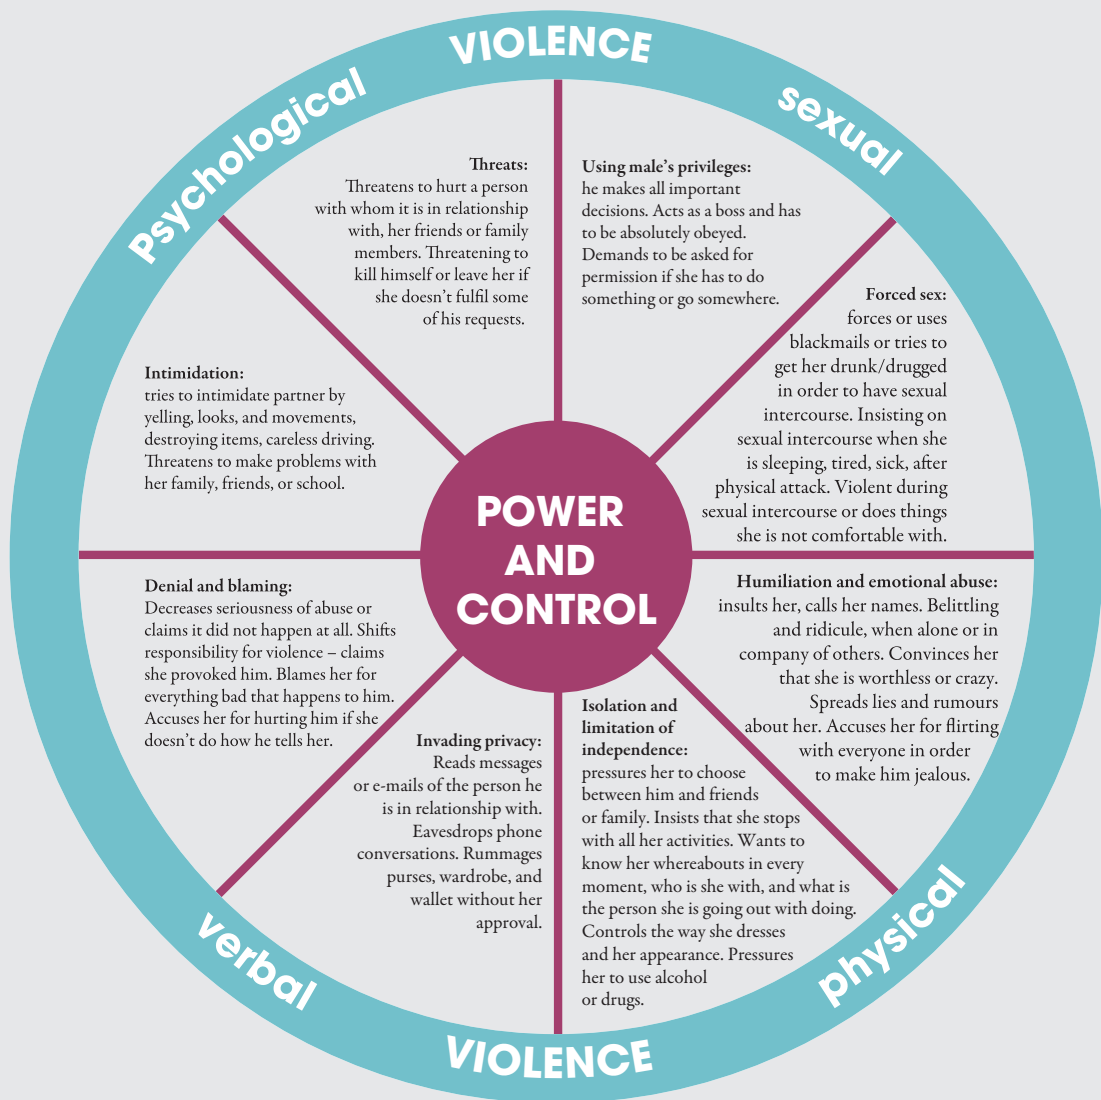 VIOLENCE
Psychological
sexual
Threats:
Threatens to hurt a person
with whom it is in relationship
with, her friends or family
members. Threatening to
kill himself or leave her if
she doesn't fulfil some
of his requests.
Using male's privileges:
he makes all important
decisions. Acts as a boss and has
to be absolutely obeyed.
Demands to be asked for
permission if she has to do
something or go somewhere.
Forced sex:
forces or uses
blackmails or tries to
get her drunk/drugged
in order to have sexual
intercourse. Insisting on
sexual intercourse when she
is sleeping, tired, sick, after
physical attack. Violent during
sexual intercourse or does things
she is not comfortable with.
Intimidation:
tries to intimidate partner by
yelling, looks, and movements,
destroying items, careless driving.
Threatens to make problems with
her family, friends, or school.
POWER
AND
CONTROL
Denial and blaming:
Decreases seriousness of abuse or
claims it did not happen at all. Shifts
responsibility for violence – claims
she provoked him. Blames her for
everything bad that happens to him.
Accuses her for hurting him if she
doesn't do how he tells her.
Humiliation and emotional abuse:
insults her, calls her names. Belittling
and ridicule, when alone or in
company of others. Convinces her
that she is worthless or crazy.
Spreads lies and rumours
about her. Accuses her for flirting
with everyone in order
to make him jealous.
Invading privacy:
Reads messages
or e-mails of the person he
is in relationship with.
Eavesdrops phone
conversations. Rummages
purses, wardrobe, and
wallet without her
approval.
Isolation and
limitation of
independence:
pressures her to choose
between him and friends
or family. Insists that she stops
with all her activities. Wants to
know her whereabouts in every
moment, who is she with, and what is
the person she is going out with doing.
Controls the way she dresses
and her appearance. Pressures
her to use alcohol
or drugs.
verbal
physical
VIOLENCE